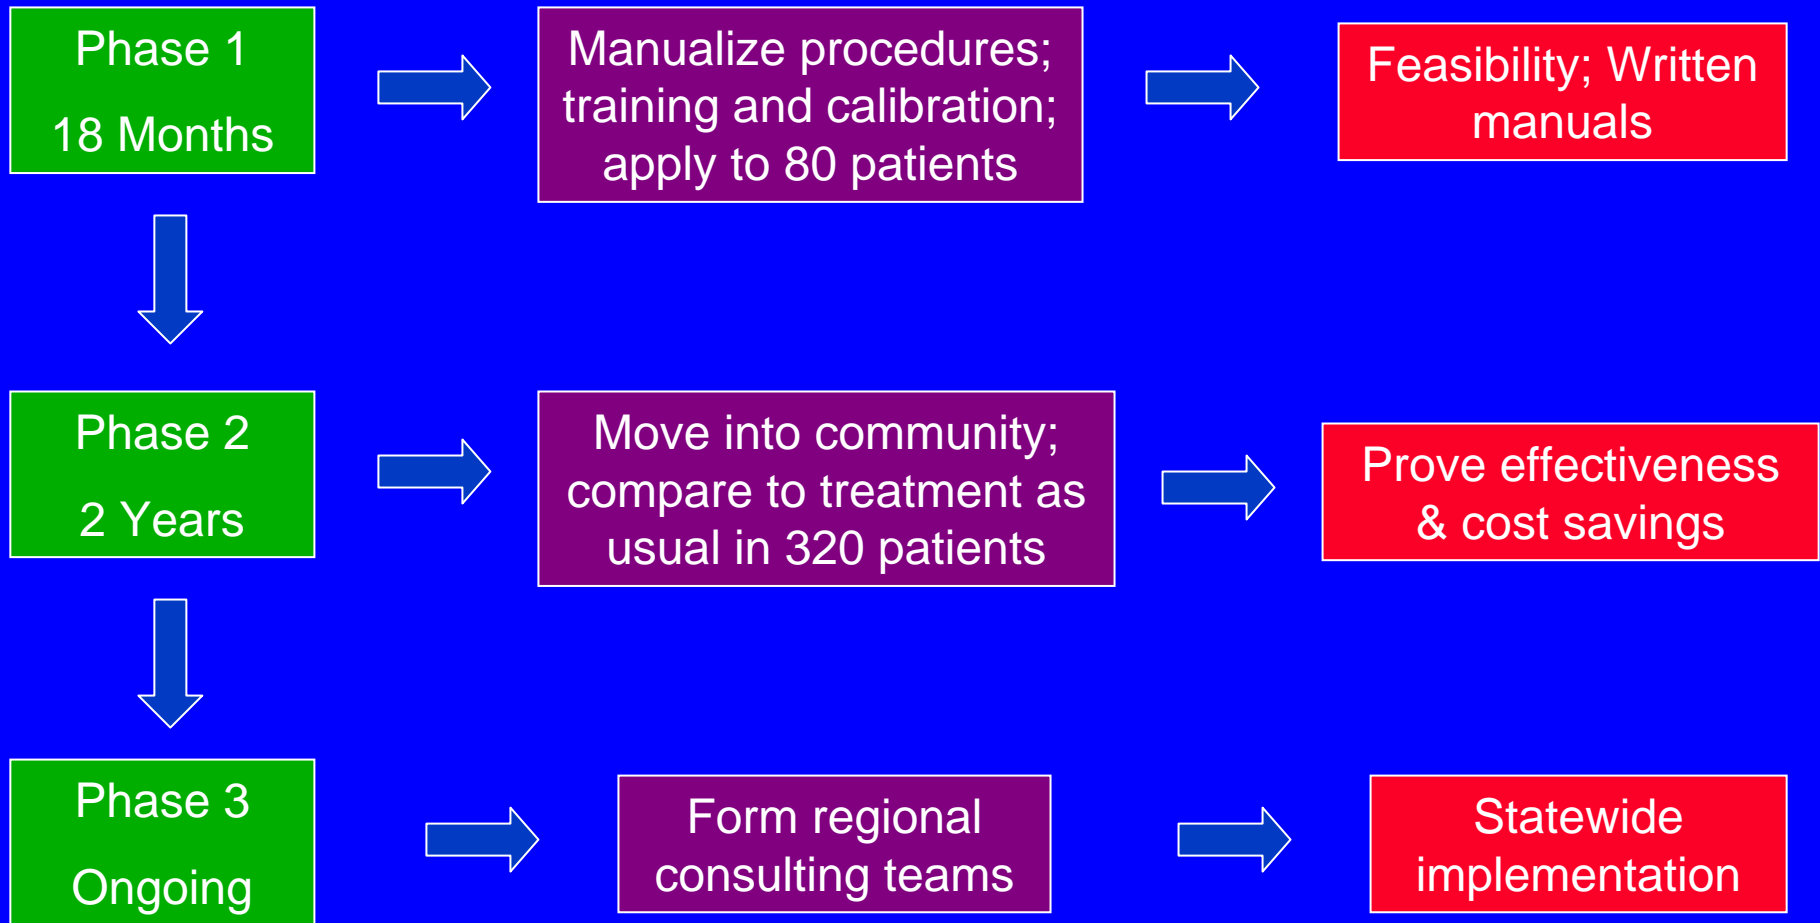 Phase 1
18 Months
Manualize procedures;
training and calibration;
apply to 80 patients
Feasibility; Written
manuals
Phase 2
2 Years
Move into community;
compare to treatment as
usual in 320 patients
Prove effectiveness
& cost savings
Phase 3
Ongoing
Form regional
consulting teams
Statewide
implementation